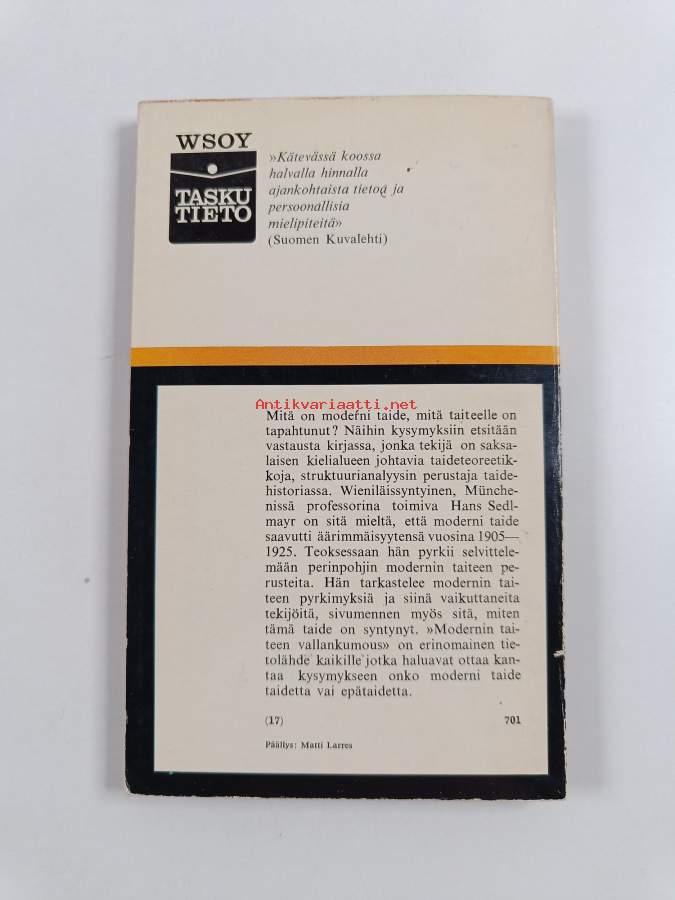 WSOY
TASKU
TIETO
»Kätevässä koossa
halvalla hinnalla
ajankohtaista tietoa ja
persoonallisia
mielipiteitä»
(Suomen Kuvalehti)
Antikvariaatti.net
Mitä on moderni taide, mitä taiteelle on
tapahtunut? Näihin kysymyksiin etsitään
vastausta kirjassa, jonka tekijä on saksa-
laisen kielialueen johtavia taideteoreetik-
koja, struktuurianalyysin perustaja taide-
historiassa. Wieniläissyntyinen, Münche-
nissä professorina toimiva Hans Sedl-
mayr on sitä mieltä, että moderni taide
saavutti äärimmäisyytensä vuosina 1905—
1925. Teoksessaan hän pyrkii selvittele-
mään perinpohjin modernin taiteen pe-
rusteita. Hän tarkastelee modernin tai-
teen pyrkimyksiä ja siinä vaikuttaneita
tekijöitä, sivumennen myös sitä, miten
tämä taide on syntynyt. »Modernin tai-
teen vallankumous» on erinomainen tie-
tolähde kaikille jotka haluavat ottaa kan-
taa kysymykseen onko moderni taide
taidetta vai epätaidetta.
(17) 701
Päällys: Matti Larres